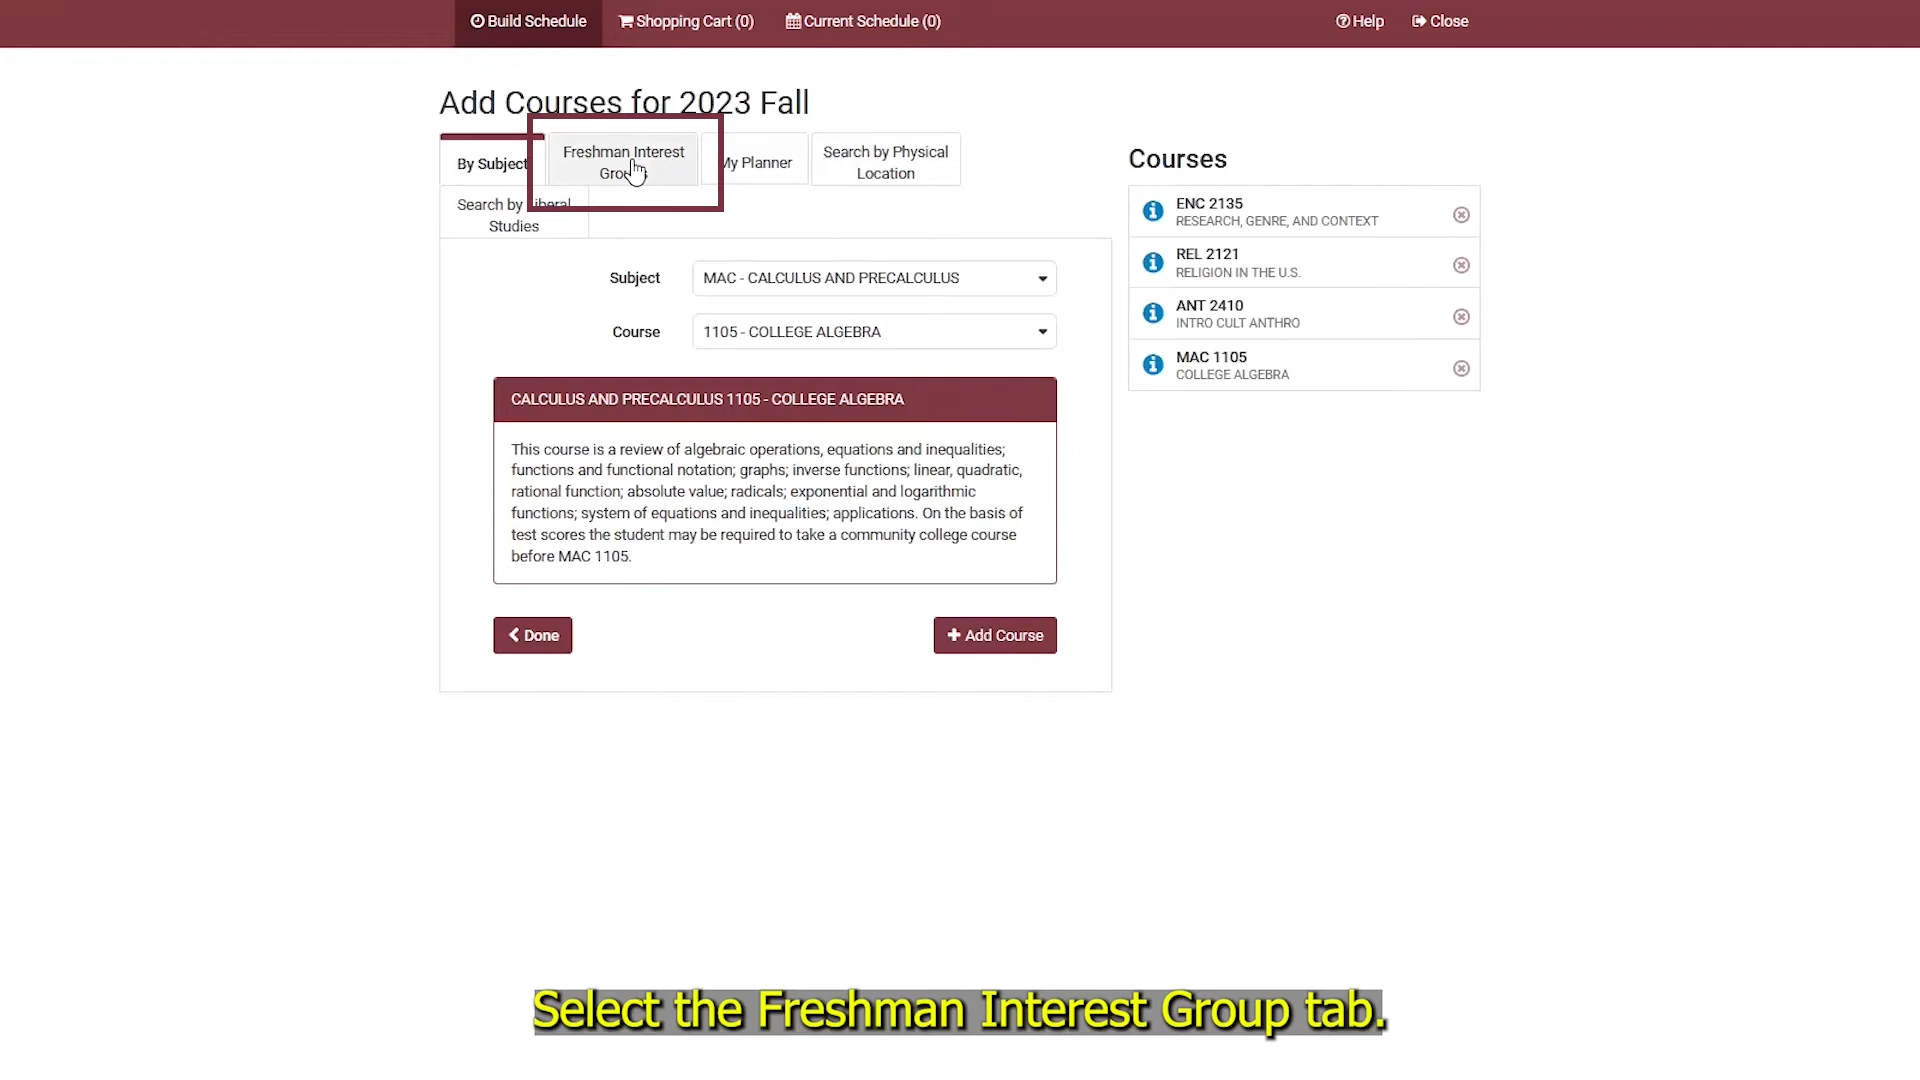 Build Schedule
Shopping Cart (0)
Current Schedule (0)
Help
Close
Add Courses for 2023 Fall
By Subject
Freshman Interest
Groups
My Planner
Search by Physical
Location
Search by Liberal
Studies
Subject
MAC - CALCULUS AND PRECALCULUS
Course
1105 - COLLEGE ALGEBRA
CALCULUS AND PRECALCULUS 1105 - COLLEGE ALGEBRA
This course is a review of algebraic operations, equations and inequalities;
functions and functional notation; graphs; inverse functions; linear, quadratic,
rational function; absolute value; radicals; exponential and logarithmic
functions; system of equations and inequalities; applications. On the basis of
test scores the student may be required to take a community college course
before MAC 1105.
Done
Add Course
Courses
ENC 2135
RESEARCH, GENRE, AND CONTEXT
REL 2121
RELIGION IN THE U.S.
ANT 2410
INTRO CULT ANTHRO
MAC 1105
COLLEGE ALGEBRA
Select the Freshman Interest Group tab.